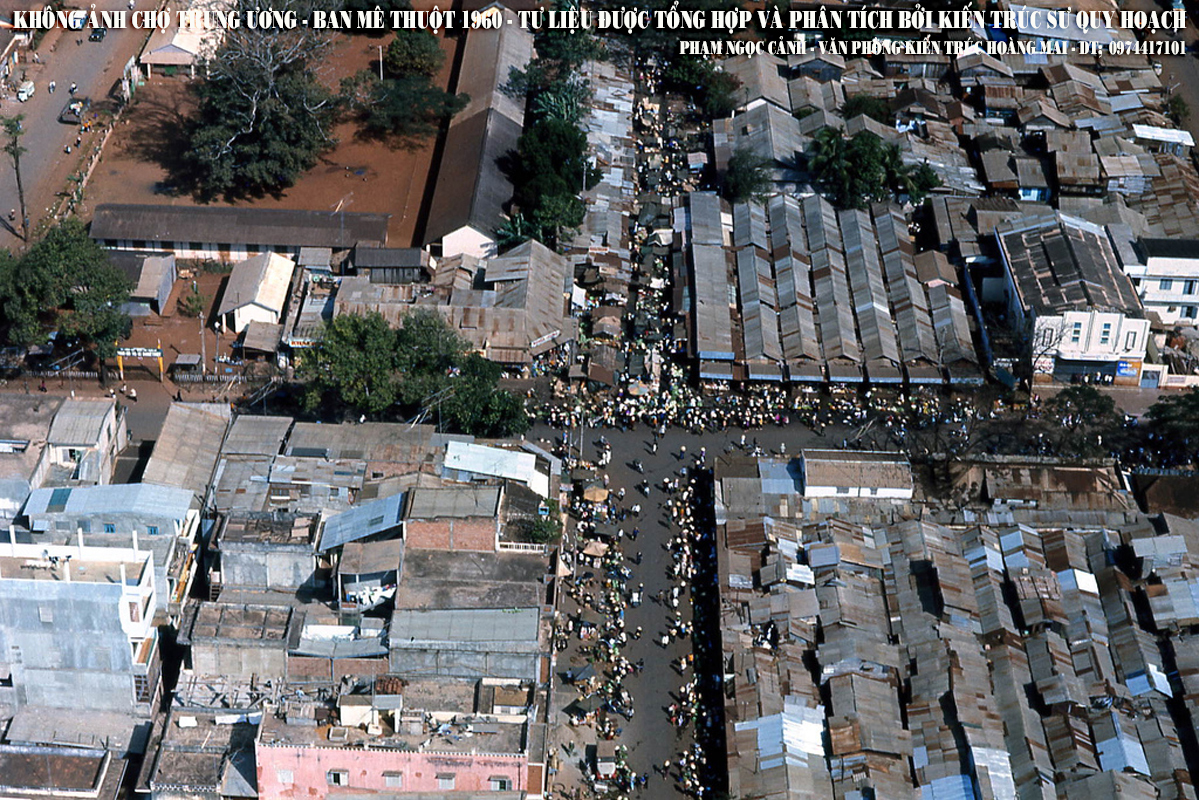 KHÔNG ẢNH CHỢ TRUNG ƯƠNG - BAN MÊ THUỘT 1960 - TƯ LIỆU ĐƯỢC TỔNG HỢP VÀ PHÂN TÍCH BỞI KIẾN TRÚC SƯ QUY HOẠCH
PHẠM NGỌC CẢNH - VĂN PHÒNG KIẾN TRÚC HOÀNG MAI - ĐT: 0974417101